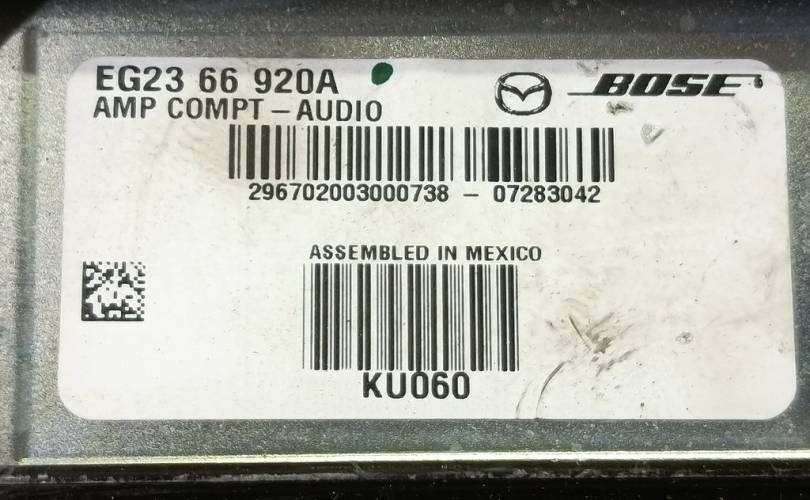 EG23 66 920A
BOSE
AMP COMPT - AUDIO
296702003000738 - 07283042
ASSEMBLED IN MEXICO
KU060